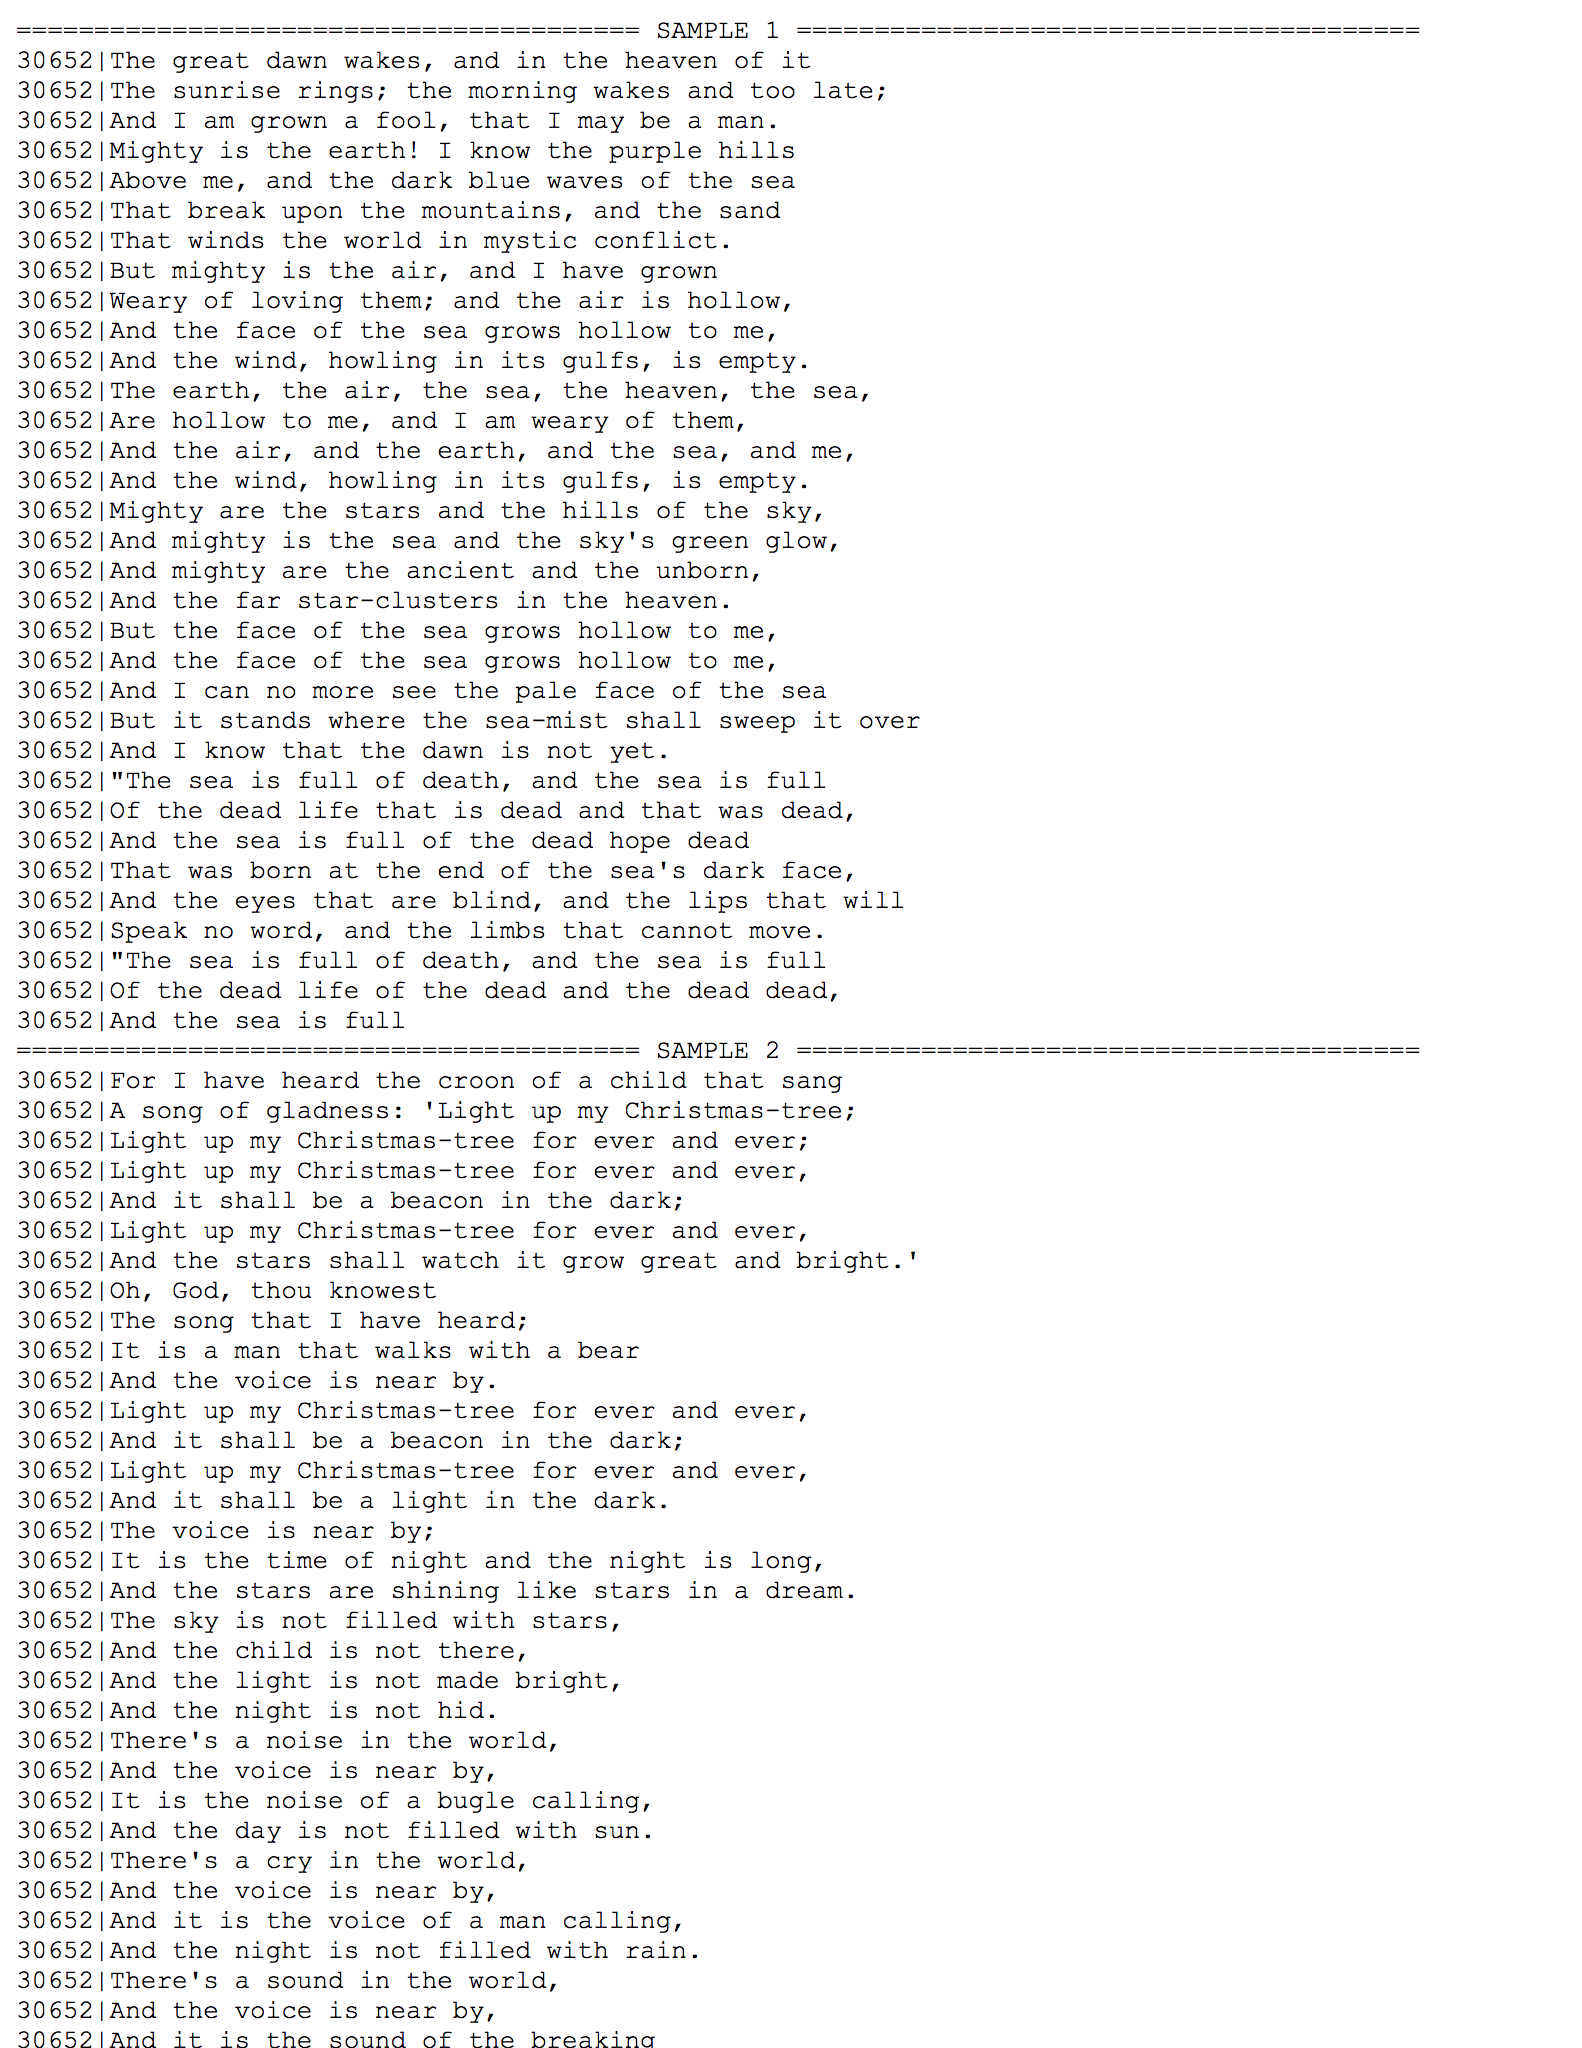 ======================================== SAMPLE 1 ========================================
30652|The great dawn wakes, and in the heaven of it
30652|The sunrise rings; the morning wakes and too late;
30652|And I am grown a fool, that I may be a man.
30652|Mighty is the earth! I know the purple hills
30652|Above me, and the dark blue waves of the sea
30652|That break upon the mountains, and the sand
30652|That winds the world in mystic conflict.
30652|But mighty is the air, and I have grown
30652|Weary of loving them; and the air is hollow,
30652|And the face of the sea grows hollow to me,
30652|And the wind, howling in its gulfs, is empty.
30652|The earth, the air, the sea, the heaven, the sea,
30652|Are hollow to me, and I am weary of them,
30652|And the air, and the earth, and the sea, and me,
30652|And the wind, howling in its gulfs, is empty.
30652|Mighty are the stars and the hills of the sky,
30652|And mighty is the sea and the sky's green glow,
30652|And mighty are the ancient and the unborn,
30652|And the far star-clusters in the heaven.
30652|But the face of the sea grows hollow to me,
30652|And the face of the sea grows hollow to me,
30652|And I can no more see the pale face of the sea
30652|But it stands where the sea-mist shall sweep it over
30652|And I know that the dawn is not yet.
30652|"The sea is full of death, and the sea is full
30652|Of the dead life that is dead and that was dead,
30652|And the sea is full of the dead hope dead
30652|That was born at the end of the sea's dark face,
30652|And the eyes that are blind, and the lips that will
30652|Speak no word, and the limbs that cannot move.
30652|"The sea is full of death, and the sea is full
30652|Of the dead life of the dead and the dead dead,
30652|And the sea is full
======================================== SAMPLE 2 ========================================
30652|For I have heard the croon of a child that sang
30652|A song of gladness: 'Light up my Christmas-tree;
30652|Light up my Christmas-tree for ever and ever;
30652|Light up my Christmas-tree for ever and ever,
30652|And it shall be a beacon in the dark;
30652|Light up my Christmas-tree for ever and ever,
30652|And the stars shall watch it grow great and bright.'
30652|Oh, God, thou knowest
30652|The song that I have heard;
30652|It is a man that walks with a bear
30652|And the voice is near by.
30652|Light up my Christmas-tree for ever and ever,
30652|And it shall be a beacon in the dark;
30652|Light up my Christmas-tree for ever and ever,
30652|And it shall be a light in the dark.
30652|The voice is near by;
30652|It is the time of night and the night is long,
30652|And the stars are shining like stars in a dream.
30652|The sky is not filled with stars,
30652|And the child is not there,
30652|And the light is not made bright,
30652|And the night is not hid.
30652|There's a noise in the world,
30652|And the voice is near by,
30652|It is the noise of a bugle calling,
30652|And the day is not filled with sun.
30652|There's a cry in the world,
30652|And the voice is near by,
30652|And it is the voice of a man calling,
30652|And the night is not filled with rain.
30652|There's a sound in the world,
30652|And the voice is near by,
30652|And it is the sound of the breaking